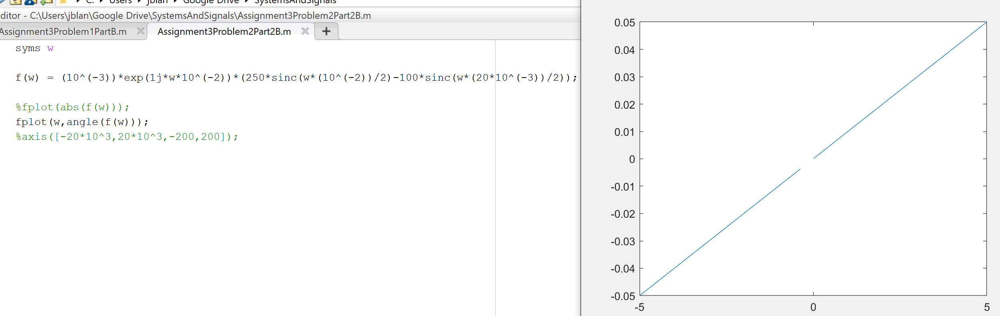 C: Users jblan Google Drive SystemsAndSignals
ditor - C:\Users\jblan\Google Drive\SystemsAndSignals\Assignment3Problem2Part2B.m
Assignment3Problem1PartB.m Assignment3Problem2Part2B.m +
syms w
f(w) = (10^(-3))*exp(1j*w*10^(-2))*(250*sinc(w*(10^(-2))/2)-100*sinc(w*(20*10^(-3))/2));
%fplot(abs(f(w)));
fplot(w,angle(f(w)));
%axis([-20*10^3,20*10^3,-200,200]);
0.05
0.04
0.03
0.02
0.01
0
-0.01
-0.02
-0.03
-0.04
-0.05
-5 0 5